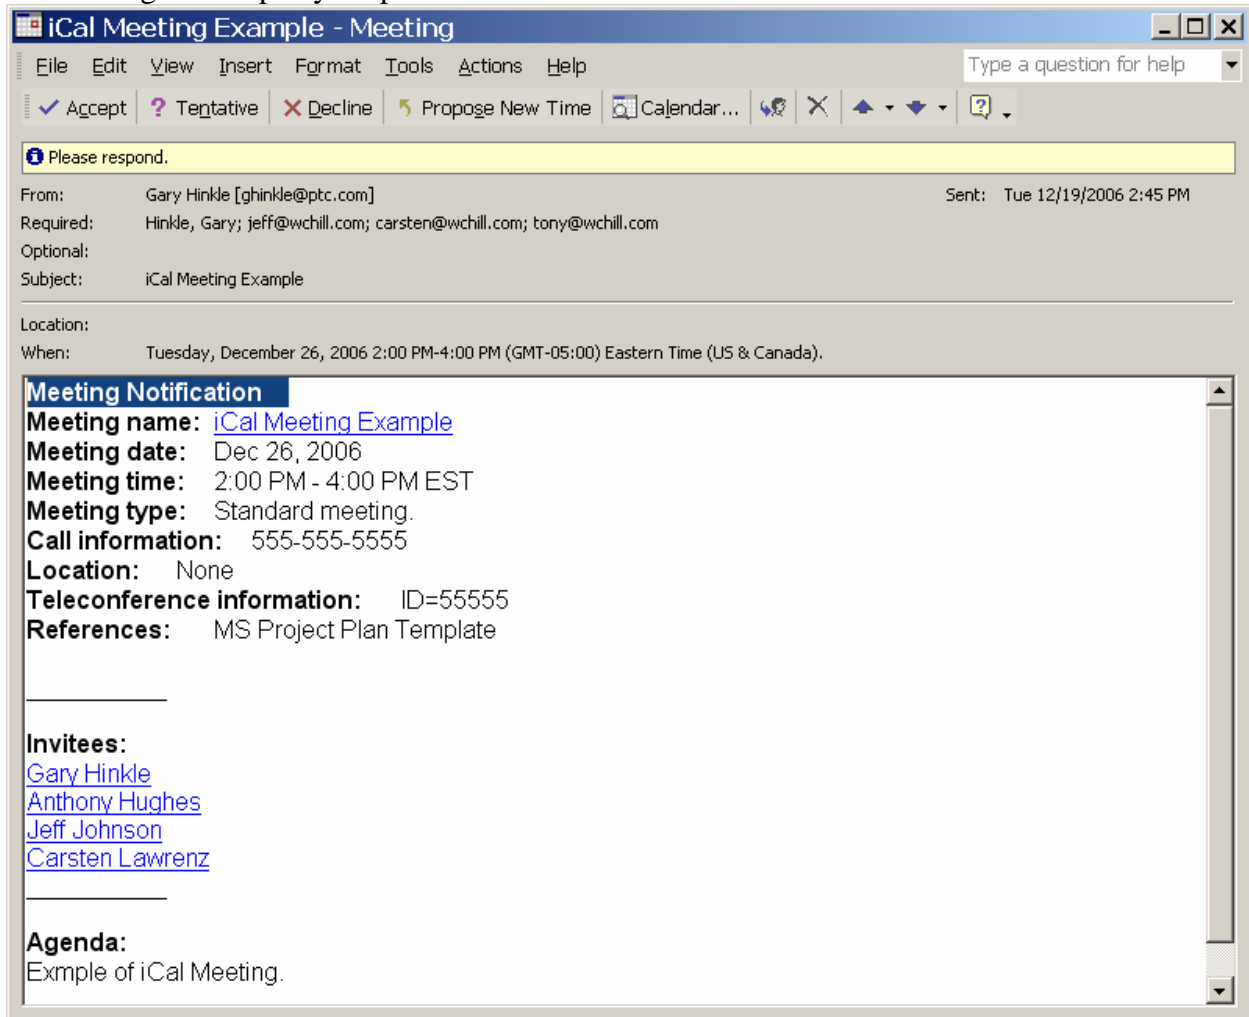 iCal Meeting Example - Meeting
File Edit View Insert Format Tools Actions Help Type a question for help
Accept ? Tentative Decline Propose New Time Calendar...
Please respond.
From: Gary Hinkle [ghinkle@ptc.com] Sent: Tue 12/19/2006 2:45 PM
Required: Hinkle, Gary; jeff@wchill.com; carsten@wchill.com; tony@wchill.com
Optional:
Subject: iCal Meeting Example
Location:
When: Tuesday, December 26, 2006 2:00 PM-4:00 PM (GMT-05:00) Eastern Time (US & Canada).
Meeting Notification
Meeting name: iCal Meeting Example
Meeting date: Dec 26, 2006
Meeting time: 2:00 PM - 4:00 PM EST
Meeting type: Standard meeting.
Call information: 555-555-5555
Location: None
Teleconference information: ID=55555
References: MS Project Plan Template
Invitees:
Gary Hinkle
Anthony Hughes
Jeff Johnson
Carsten Lawrenz
Agenda:
Exmple of iCal Meeting.